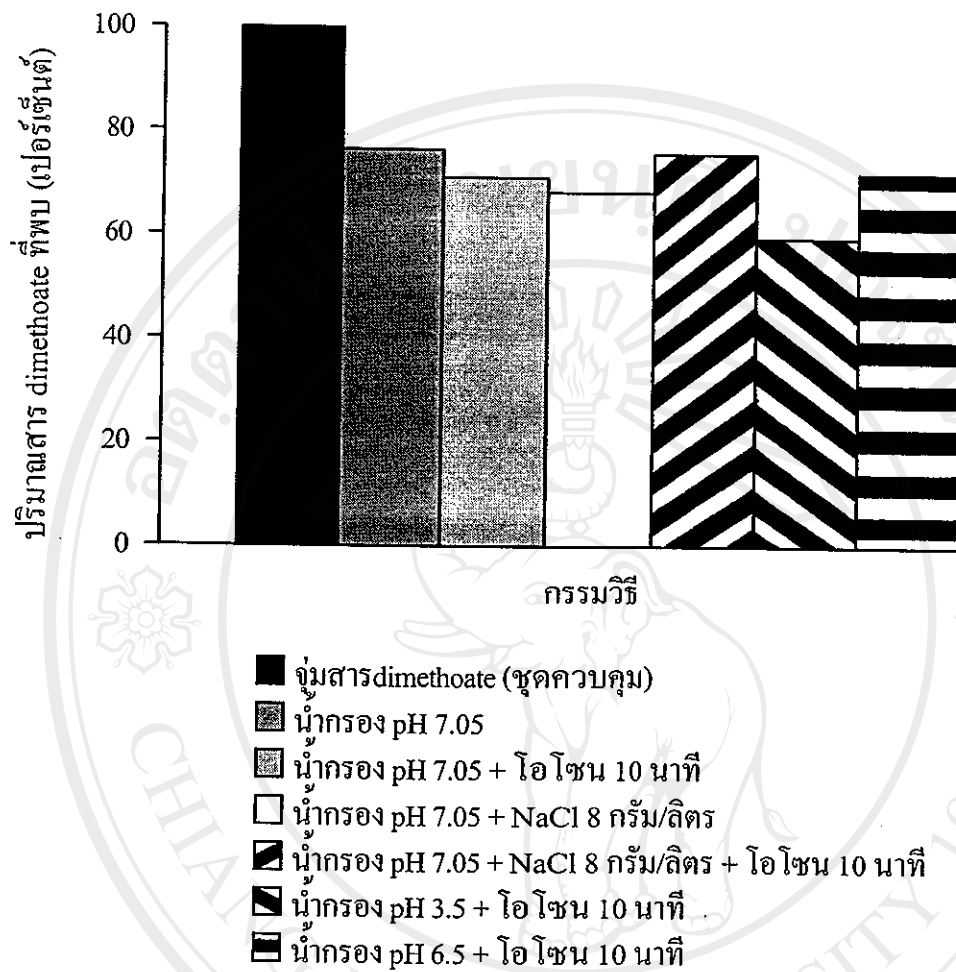 ปริมาณสาร dimethoate ที่พบ (เปอร์เซ็นต์)
100
80
60
40
20
0
กรรมวิธี
จุ่มสารdimethoate (ชุดควบคุม)
น้ำกรอง pH 7.05
น้ำกรอง pH 7.05 + โอโซน 10 นาที
น้ำกรอง pH 7.05 + NaCl 8 กรัม/ลิตร
น้ำกรอง pH 7.05 + NaCl 8 กรัม/ลิตร + โอโซน 10 นาที
น้ำกรอง pH 3.5 + โอโซน 10 นาที
น้ำกรอง pH 6.5 + โอโซน 10 นาที